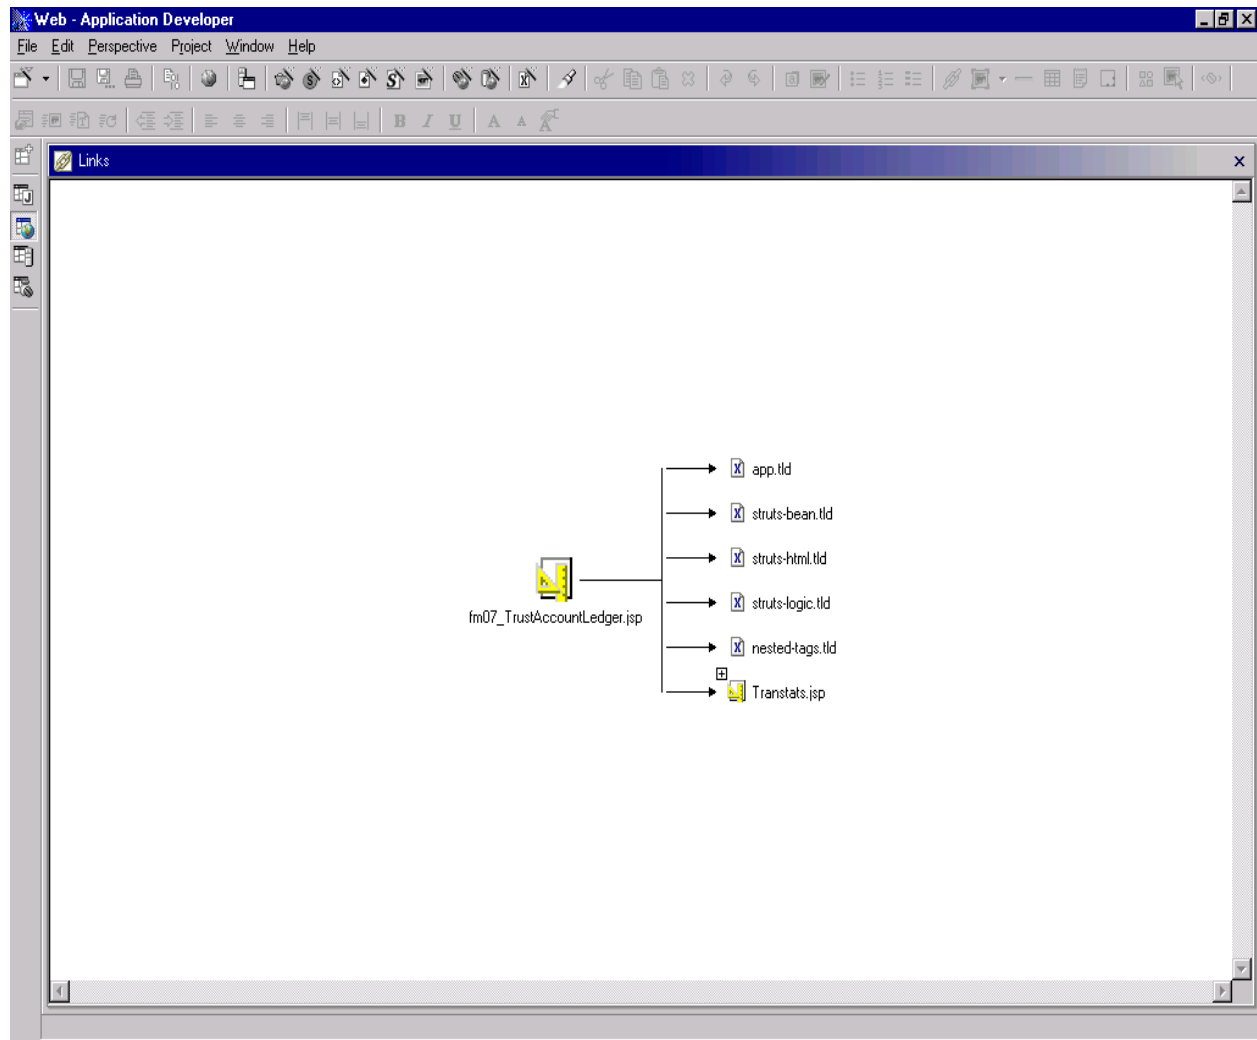 Web - Application Developer
File Edit Perspective Project Window Help
B I U A A A
Links
app.tld
struts-bean.tld
struts-html.tld
fm07_TrustAccountLedger.jsp
struts-logic.tld
nested-tags.tld
Transtats.jsp